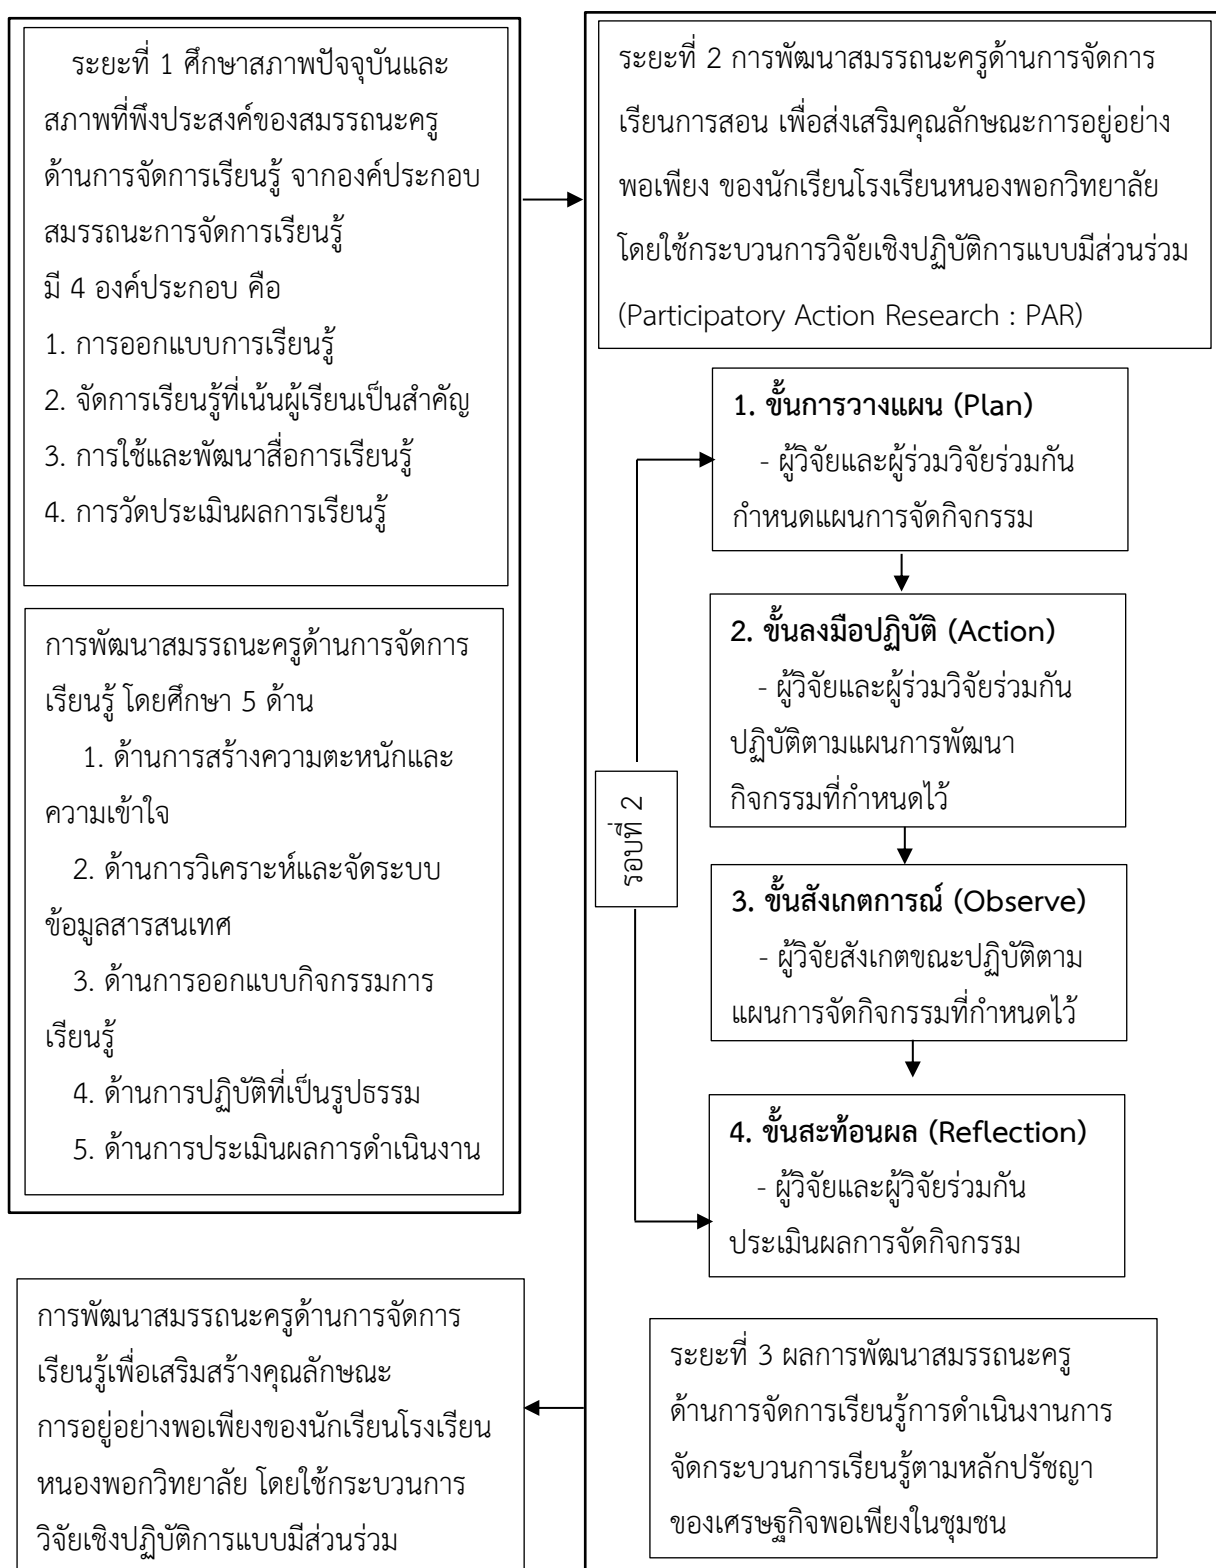 ระยะที่ 1 ศึกษาสภาพปัจจุบันและ
สภาพที่พึงประสงค์ของสมรรถนะครู
ด้านการจัดการเรียนรู้ จากองค์ประกอบ
สมรรถนะการจัดการเรียนรู้
มี 4 องค์ประกอบ คือ
1. การออกแบบการเรียนรู้
2. จัดการเรียนรู้ที่เน้นผู้เรียนเป็นสำคัญ
3. การใช้และพัฒนาสื่อการเรียนรู้
4. การวัดประเมินผลการเรียนรู้
การพัฒนาสมรรถนะครูด้านการจัดการ
เรียนรู้ โดยศึกษา 5 ด้าน
1. ด้านการสร้างความตะหนักและ
ความเข้าใจ
2. ด้านการวิเคราะห์และจัดระบบ
ข้อมูลสารสนเทศ
3. ด้านการออกแบบกิจกรรมการ
เรียนรู้
4. ด้านการปฏิบัติที่เป็นรูปธรรม
5. ด้านการประเมินผลการดำเนินงาน
ระยะที่ 2 การพัฒนาสมรรถนะครูด้านการจัดการ
เรียนการสอน เพื่อส่งเสริมคุณลักษณะการอยู่อย่าง
พอเพียง ของนักเรียนโรงเรียนหนองพอกวิทยาลัย
โดยใช้กระบวนการวิจัยเชิงปฏิบัติการแบบมีส่วนร่วม
(Participatory Action Research : PAR)
1. ขั้นการวางแผน (Plan)
- ผู้วิจัยและผู้ร่วมวิจัยร่วมกัน
กำหนดแผนการจัดกิจกรรม
2. ขั้นลงมือปฏิบัติ (Action)
- ผู้วิจัยและผู้ร่วมวิจัยร่วมกัน
ปฏิบัติตามแผนการพัฒนา
กิจกรรมที่กำหนดไว้
รอบที่ 2
3. ขั้นสังเกตการณ์ (Observe)
- ผู้วิจัยสังเกตขณะปฏิบัติตาม
แผนการจัดกิจกรรมที่กำหนดไว้
4. ขั้นสะท้อนผล (Reflection)
- ผู้วิจัยและผู้วิจัยร่วมกัน
ประเมินผลการจัดกิจกรรม
ระยะที่ 3 ผลการพัฒนาสมรรถนะครู
ด้านการจัดการเรียนรู้การดำเนินงานการ
จัดกระบวนการเรียนรู้ตามหลักปรัชญา
ของเศรษฐกิจพอเพียงในชุมชน
การพัฒนาสมรรถนะครูด้านการจัดการ
เรียนรู้เพื่อเสริมสร้างคุณลักษณะ
การอยู่อย่างพอเพียงของนักเรียนโรงเรียน
หนองพอกวิทยาลัย โดยใช้กระบวนการ
วิจัยเชิงปฏิบัติการแบบมีส่วนร่วม